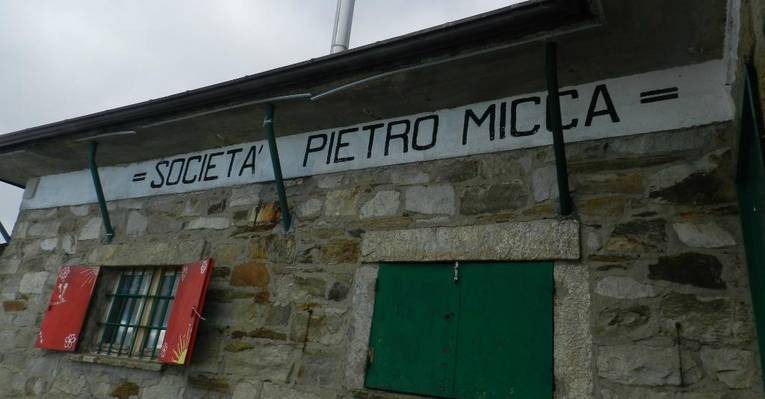 = SOCIETA' PIETRO MICCA =